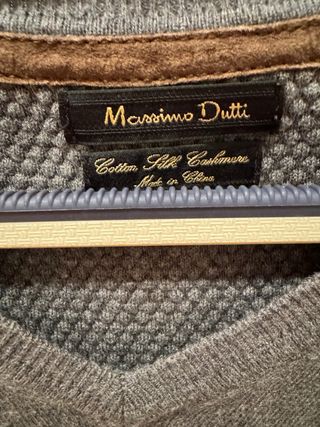 Massimo Dutti
Cotton Silk Cashmere
Made in China